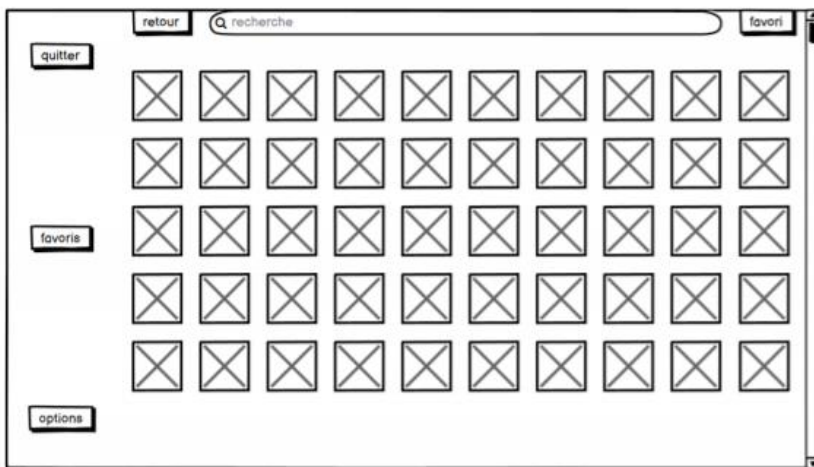 retour
recherche
favori
quitter
favoris
options